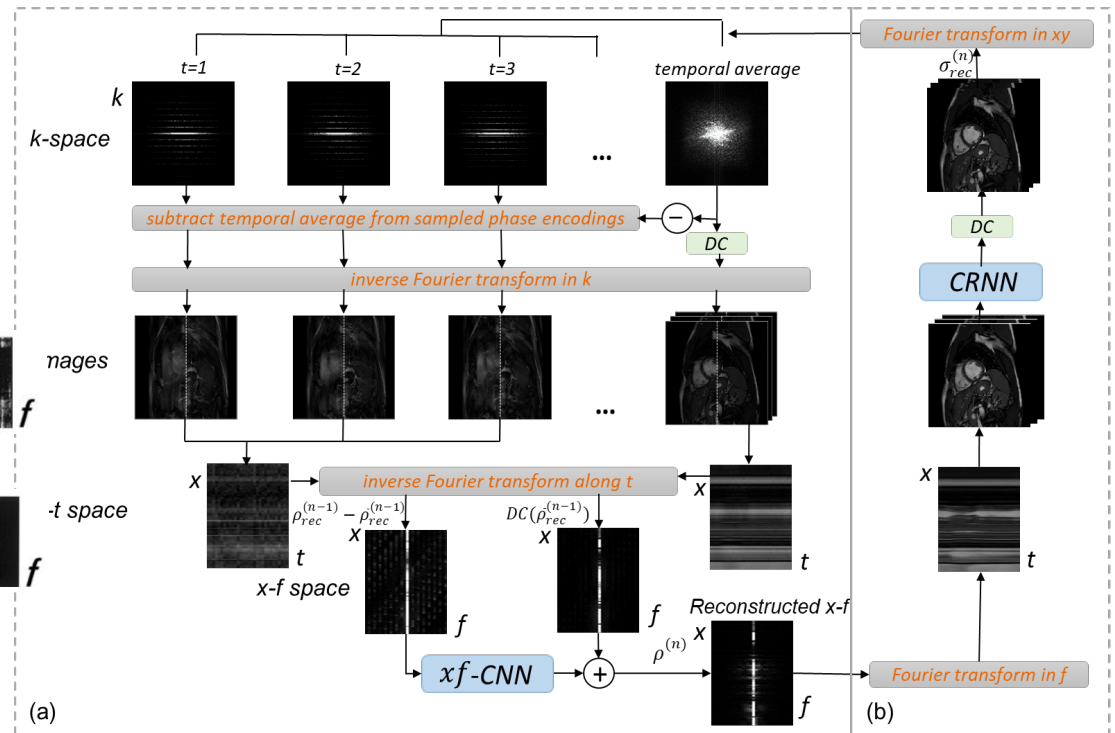 Fourier transform in xy
t=1
t=2
t=3
temporal average
σ_rec^(n)
k
k-space
...
subtract temporal average from sampled phase encodings
−
DC
DC
inverse Fourier transform in k
CRNN
f
nages
...
x
inverse Fourier transform along t
x
x
f
-t space
ρ_rec^(n-1) − ρ̄_rec^(n-1)
DC(ρ̄_rec^(n-1))
x
x
t
t
t
x-f space
f
f
Reconstructed x-f
x
xf-CNN
+
ρ^(n)
f
Fourier transform in f
(a)
(b)